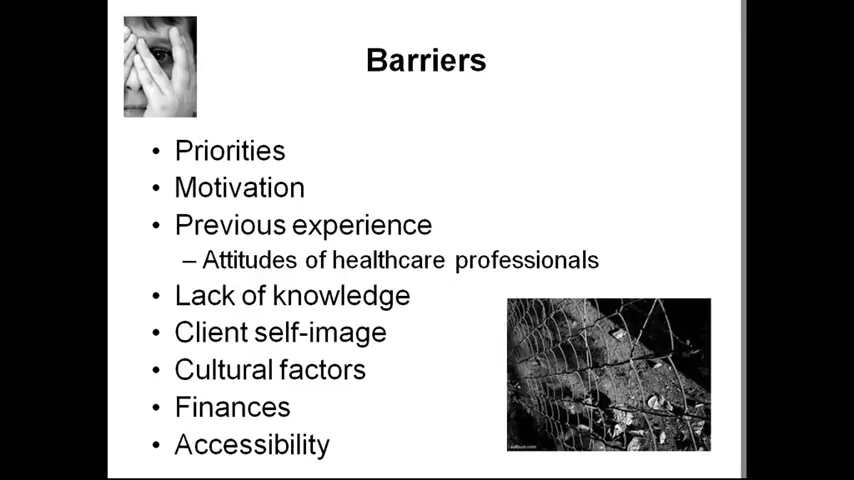 Barriers
• Priorities
• Motivation
• Previous experience
– Attitudes of healthcare professionals
• Lack of knowledge
• Client self-image
• Cultural factors
• Finances
• Accessibility